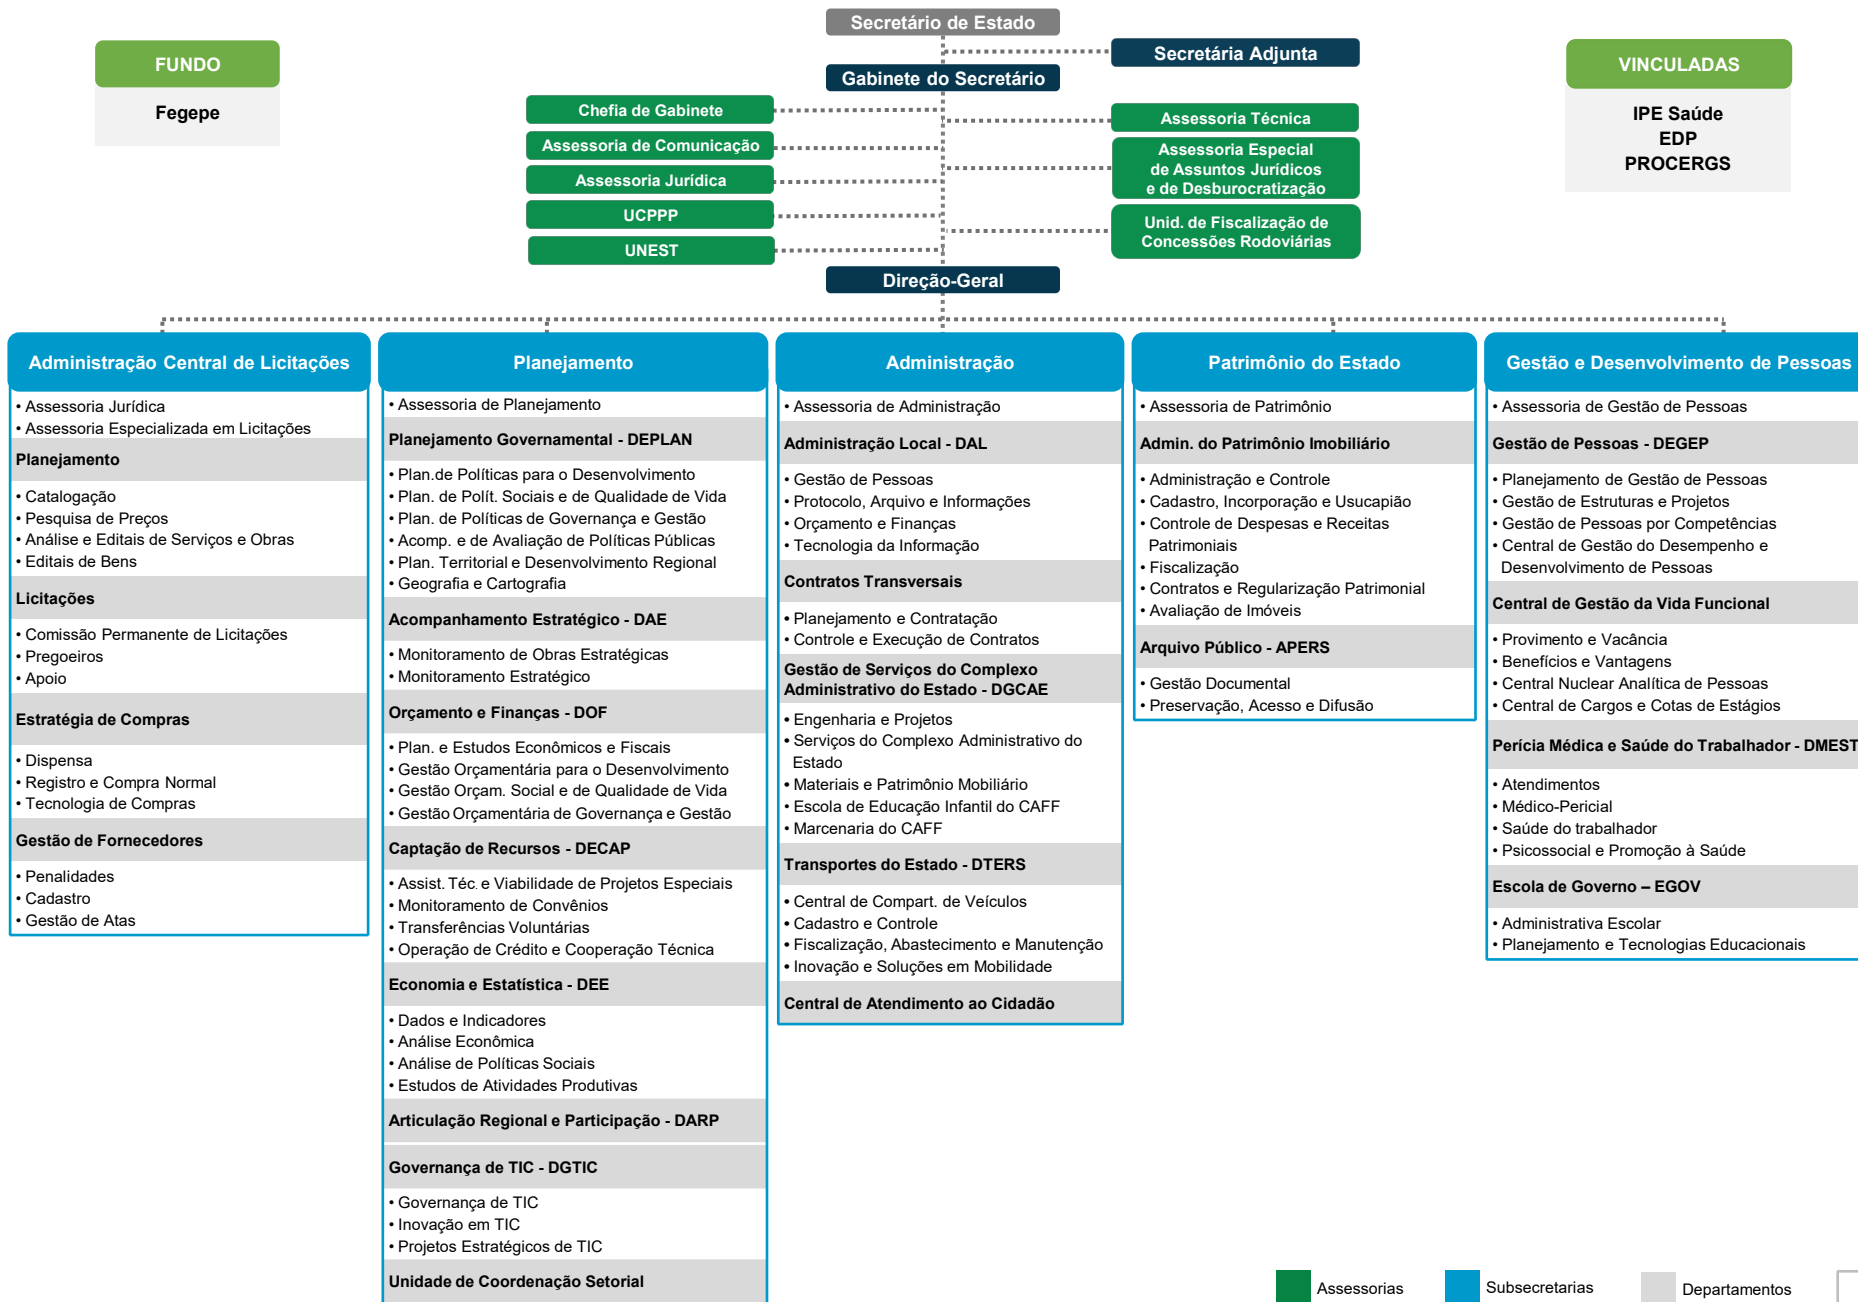 Secretário de Estado
Secretária Adjunta
Gabinete do Secretário
FUNDO
Fegepe
VINCULADAS
IPE Saúde
EDP
PROCERGS
Chefia de Gabinete
Assessoria de Comunicação
Assessoria Jurídica
UCPPP
UNEST
Assessoria Técnica
Assessoria Especial
de Assuntos Jurídicos
e de Desburocratização
Unid. de Fiscalização de
Concessões Rodoviárias
Direção-Geral
Administração Central de Licitações
• Assessoria Jurídica
• Assessoria Especializada em Licitações
Planejamento
• Catalogação
• Pesquisa de Preços
• Análise e Editais de Serviços e Obras
• Editais de Bens
Licitações
• Comissão Permanente de Licitações
• Pregoeiros
• Apoio
Estratégia de Compras
• Dispensa
• Registro e Compra Normal
• Tecnologia de Compras
Gestão de Fornecedores
• Penalidades
• Cadastro
• Gestão de Atas
Planejamento
• Assessoria de Planejamento
Planejamento Governamental - DEPLAN
• Plan.de Políticas para o Desenvolvimento
• Plan. de Polít. Sociais e de Qualidade de Vida
• Plan. de Políticas de Governança e Gestão
• Acomp. e de Avaliação de Políticas Públicas
• Plan. Territorial e Desenvolvimento Regional
• Geografia e Cartografia
Acompanhamento Estratégico - DAE
• Monitoramento de Obras Estratégicas
• Monitoramento Estratégico
Orçamento e Finanças - DOF
• Plan. e Estudos Econômicos e Fiscais
• Gestão Orçamentária para o Desenvolvimento
• Gestão Orçam. Social e de Qualidade de Vida
• Gestão Orçamentária de Governança e Gestão
Captação de Recursos - DECAP
• Assist. Téc. e Viabilidade de Projetos Especiais
• Monitoramento de Convênios
• Transferências Voluntárias
• Operação de Crédito e Cooperação Técnica
Economia e Estatística - DEE
• Dados e Indicadores
• Análise Econômica
• Análise de Políticas Sociais
• Estudos de Atividades Produtivas
Articulação Regional e Participação - DARP
Governança de TIC - DGTIC
• Governança de TIC
• Inovação em TIC
• Projetos Estratégicos de TIC
Unidade de Coordenação Setorial
Administração
• Assessoria de Administração
Administração Local - DAL
• Gestão de Pessoas
• Protocolo, Arquivo e Informações
• Orçamento e Finanças
• Tecnologia da Informação
Contratos Transversais
• Planejamento e Contratação
• Controle e Execução de Contratos
Gestão de Serviços do Complexo
Administrativo do Estado - DGCAE
• Engenharia e Projetos
• Serviços do Complexo Administrativo do
Estado
• Materiais e Patrimônio Mobiliário
• Escola de Educação Infantil do CAFF
• Marcenaria do CAFF
Transportes do Estado - DTERS
• Central de Compart. de Veículos
• Cadastro e Controle
• Fiscalização, Abastecimento e Manutenção
• Inovação e Soluções em Mobilidade
Central de Atendimento ao Cidadão
Patrimônio do Estado
• Assessoria de Patrimônio
Admin. do Patrimônio Imobiliário
• Administração e Controle
• Cadastro, Incorporação e Usucapião
• Controle de Despesas e Receitas
Patrimoniais
• Fiscalização
• Contratos e Regularização Patrimonial
• Avaliação de Imóveis
Arquivo Público - APERS
• Gestão Documental
• Preservação, Acesso e Difusão
Gestão e Desenvolvimento de Pessoas
• Assessoria de Gestão de Pessoas
Gestão de Pessoas - DEGEP
• Planejamento de Gestão de Pessoas
• Gestão de Estruturas e Projetos
• Gestão de Pessoas por Competências
• Central de Gestão do Desempenho e
Desenvolvimento de Pessoas
Central de Gestão da Vida Funcional
• Provimento e Vacância
• Benefícios e Vantagens
• Central Nuclear Analítica de Pessoas
• Central de Cargos e Cotas de Estágios
Perícia Médica e Saúde do Trabalhador - DMEST
• Atendimentos
• Médico-Pericial
• Saúde do trabalhador
• Psicossocial e Promoção à Saúde
Escola de Governo – EGOV
• Administrativa Escolar
• Planejamento e Tecnologias Educacionais
Assessorias
Subsecretarias
Departamentos